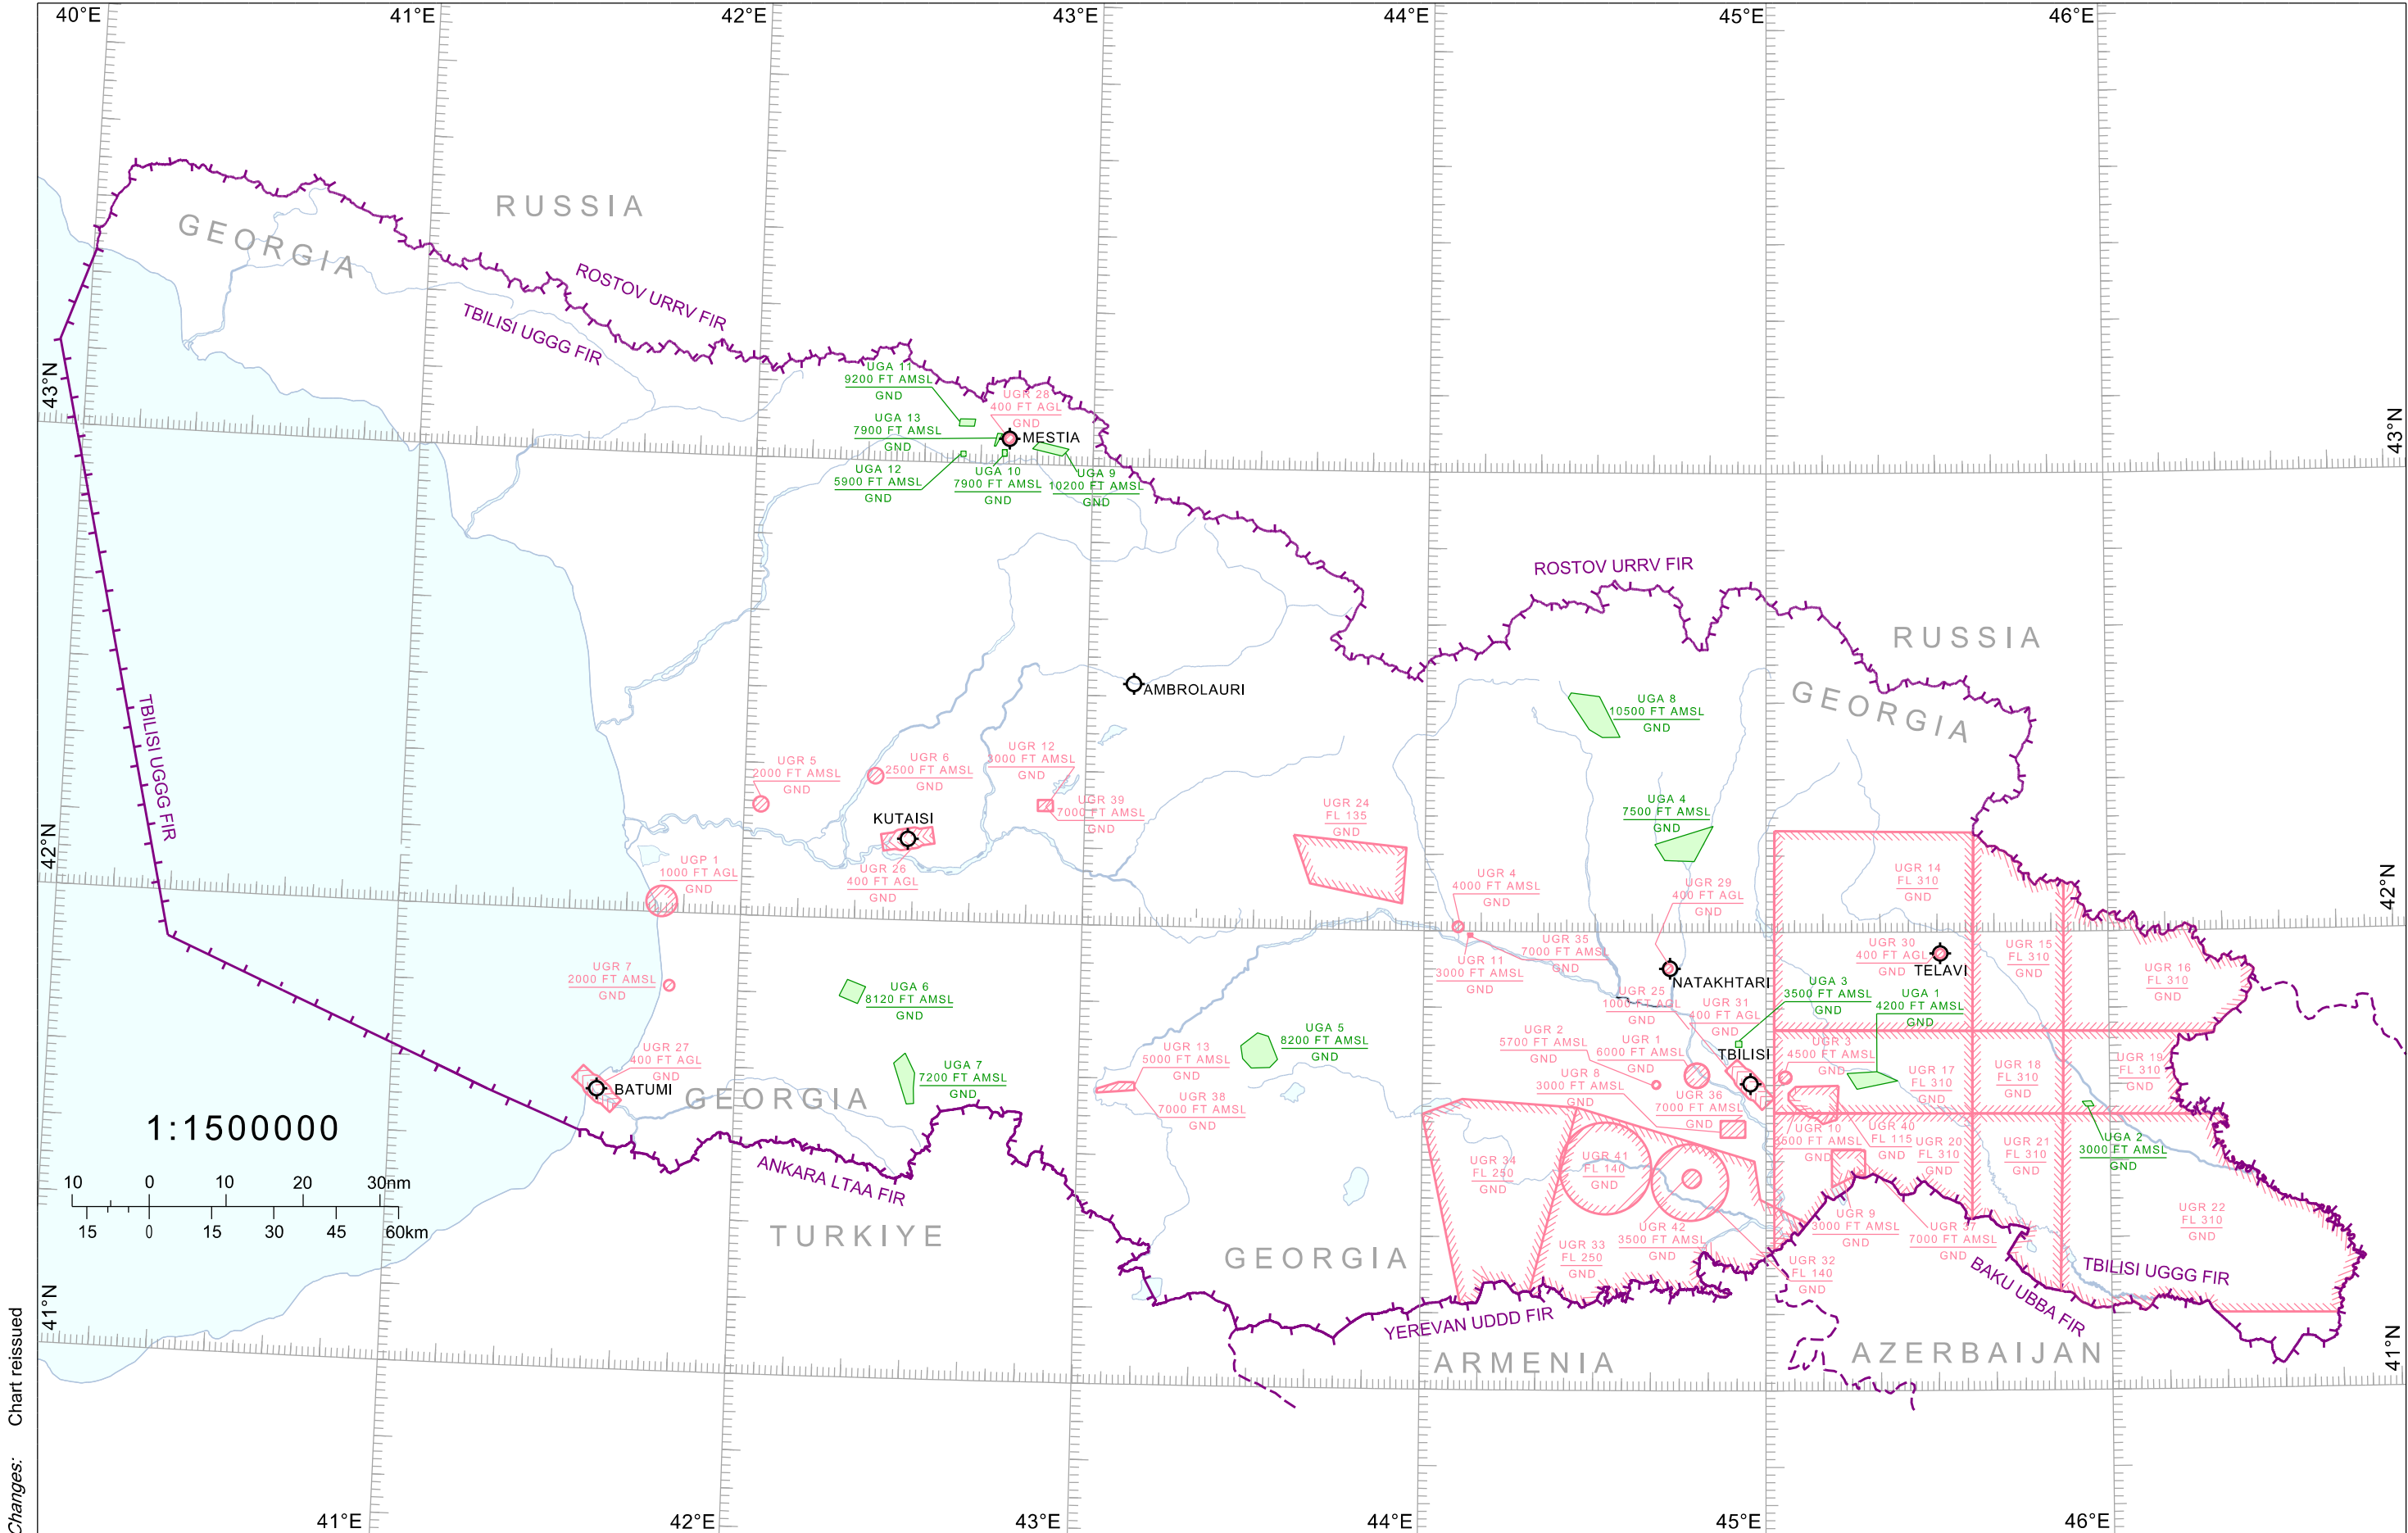 40°E
41°E
42°E
43°E
44°E
45°E
46°E
RUSSIA
GEORGIA
ROSTOV URRV FIR
TBILISI UGGG FIR
43°N
43°N
UGA 11
9200 FT AMSL
GND
UGR 28
400 FT AGL
GND
UGA 13
7900 FT AMSL
GND
MESTIA
UGA 12
5900 FT AMSL
GND
UGA 10
7900 FT AMSL
GND
UGA 9
10200 FT AMSL
GND
ROSTOV URRV FIR
RUSSIA
GEORGIA
AMBROLAURI
UGA 8
10500 FT AMSL
GND
TBILISI UGGG FIR
UGR 5
2000 FT AMSL
GND
UGR 6
2500 FT AMSL
GND
UGR 12
3000 FT AMSL
GND
UGR 39
7000 FT AMSL
GND
KUTAISI
UGR 26
400 FT AGL
GND
UGR 24
FL 135
GND
UGA 4
7500 FT AMSL
GND
42°N
42°N
UGP 1
1000 FT AGL
GND
UGR 4
4000 FT AMSL
GND
UGR 29
400 FT AGL
GND
UGR 14
FL 310
GND
UGR 35
7000 FT AMSL
GND
UGR 11
3000 FT AMSL
GND
UGR 30
400 FT AGL
GND
TELAVI
UGR 15
FL 310
GND
UGR 16
FL 310
GND
UGR 7
2000 FT AMSL
GND
UGA 6
8120 FT AMSL
GND
NATAKHTARI
UGA 3
3500 FT AMSL
GND
UGA 1
4200 FT AMSL
GND
UGR 25
1000 FT AGL
GND
UGR 31
400 FT AGL
GND
UGR 27
400 FT AGL
GND
BATUMI
UGA 7
7200 FT AMSL
GND
UGR 13
5000 FT AMSL
GND
UGR 38
7000 FT AMSL
GND
UGA 5
8200 FT AMSL
GND
UGR 2
5700 FT AMSL
GND
UGR 1
6000 FT AMSL
GND
TBILISI
UGR 3
4500 FT AMSL
GND
UGR 8
3000 FT AMSL
GND
UGR 36
7000 FT AMSL
GND
UGR 17
FL 310
GND
UGR 18
FL 310
GND
UGR 19
FL 310
GND
GEORGIA
1:1500000
10 0 10 20 30nm
15 0 15 30 45 60km
ANKARA LTAA FIR
TURKIYE
UGR 34
FL 250
GND
UGR 41
FL 140
GND
UGR 10
3500 FT AMSL
GND
UGR 40
FL 115
GND
UGR 20
FL 310
GND
UGR 21
FL 310
GND
UGA 2
3000 FT AMSL
GND
UGR 22
FL 310
GND
GEORGIA
UGR 33
FL 250
GND
UGR 42
3500 FT AMSL
GND
UGR 9
3000 FT AMSL
GND
UGR 37
7000 FT AMSL
GND
UGR 32
FL 140
GND
BAKU UBBA FIR
TBILISI UGGG FIR
YEREVAN UDDD FIR
ARMENIA
AZERBAIJAN
41°N
41°N
41°E
42°E
43°E
44°E
45°E
46°E
Changes: Chart reissued